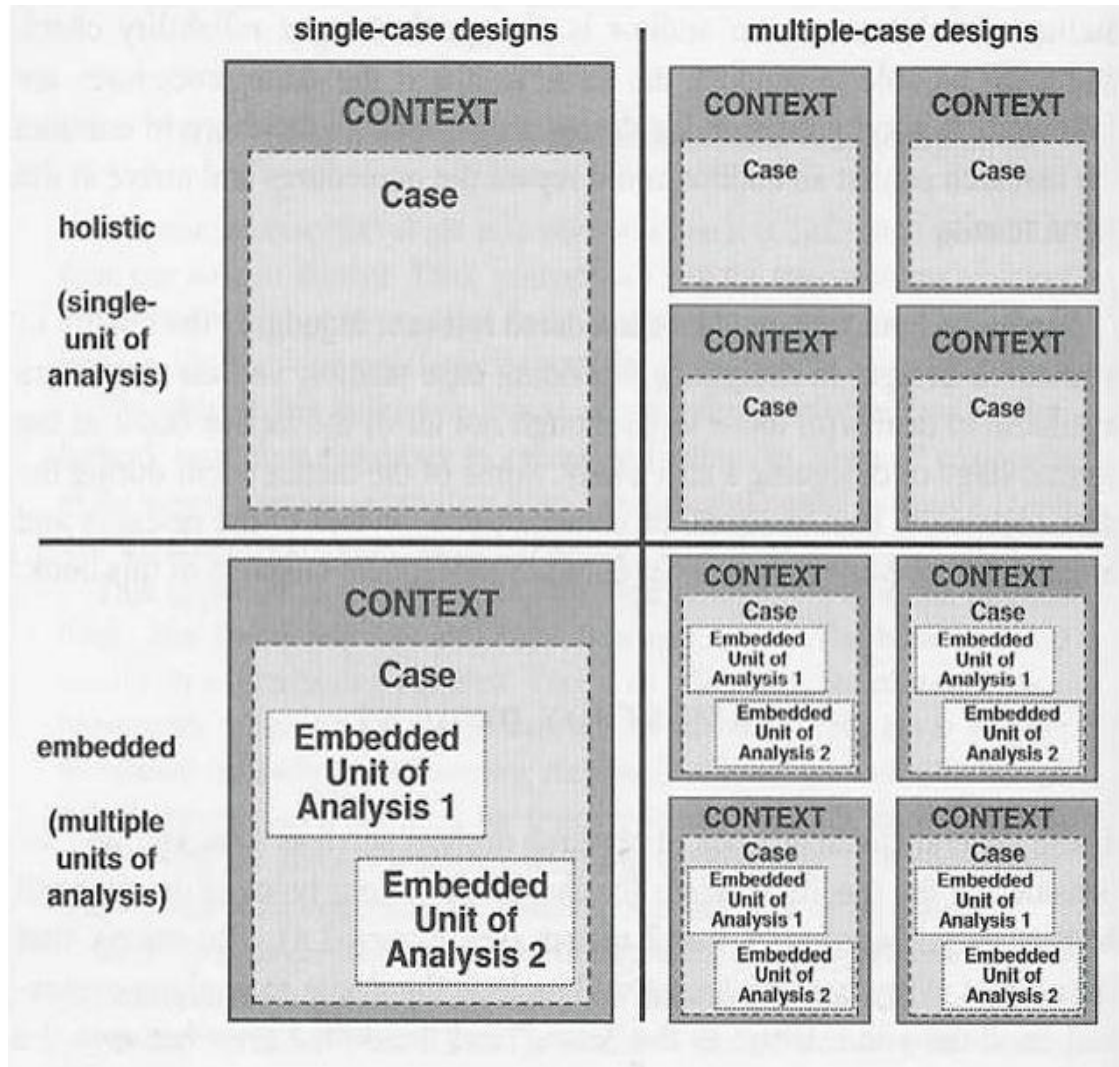 single-case designs
multiple-case designs
holistic
(single-
unit of
analysis)
CONTEXT
Case
CONTEXT
Case
CONTEXT
Case
CONTEXT
Case
CONTEXT
Case
embedded
(multiple
units of
analysis)
CONTEXT
Case
Embedded
Unit of
Analysis 1
Embedded
Unit of
Analysis 2
CONTEXT
Case
Embedded
Unit of
Analysis 1
Embedded
Unit of
Analysis 2
CONTEXT
Case
Embedded
Unit of
Analysis 1
Embedded
Unit of
Analysis 2
CONTEXT
Case
Embedded
Unit of
Analysis 1
Embedded
Unit of
Analysis 2
CONTEXT
Case
Embedded
Unit of
Analysis 1
Embedded
Unit of
Analysis 2